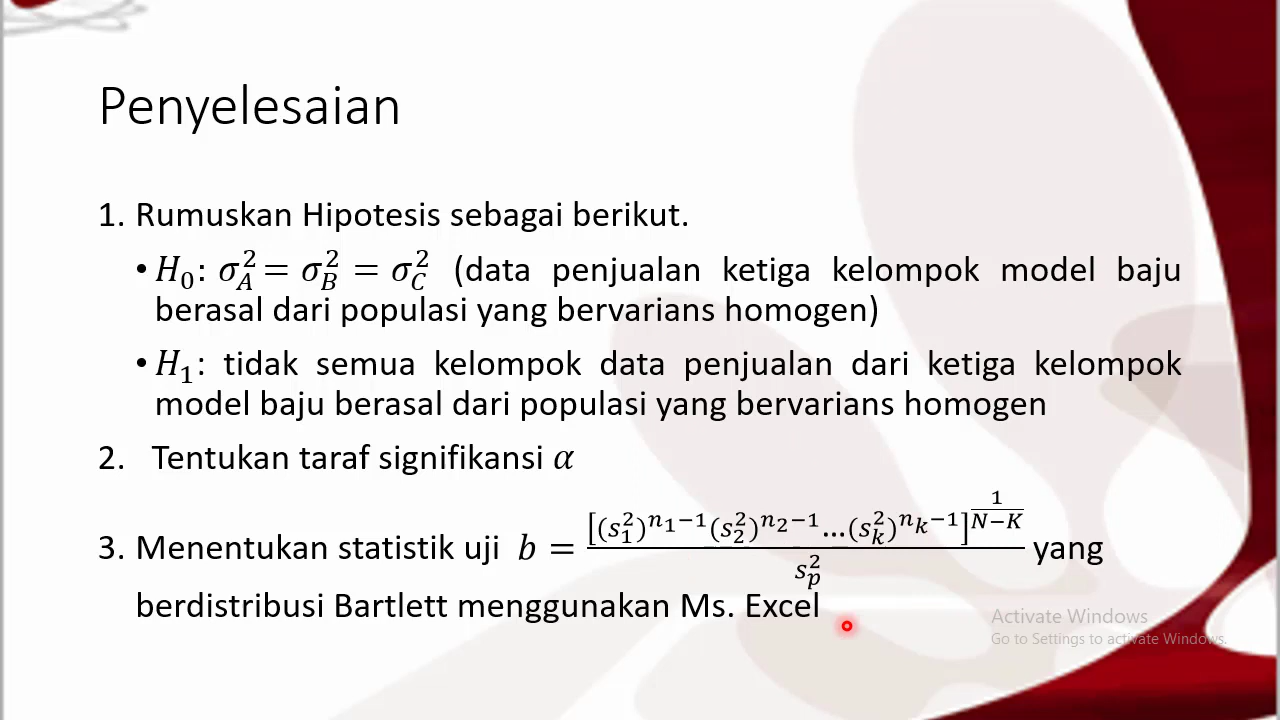 Penyelesaian
1. Rumuskan Hipotesis sebagai berikut.
• H₀: σ_A² = σ_B² = σ_C² (data penjualan ketiga kelompok model baju
berasal dari populasi yang bervarians homogen)
• H₁: tidak semua kelompok data penjualan dari ketiga kelompok
model baju berasal dari populasi yang bervarians homogen
2. Tentukan taraf signifikansi α
3. Menentukan statistik uji b = [(s₁²)^{n₁−1}(s₂²)^{n₂−1}…(s_k²)^{n_k−1}]^{1/(N−K)} / s_p² yang
berdistribusi Bartlett menggunakan Ms. Excel
Activate Windows
Go to Settings to activate Windows.